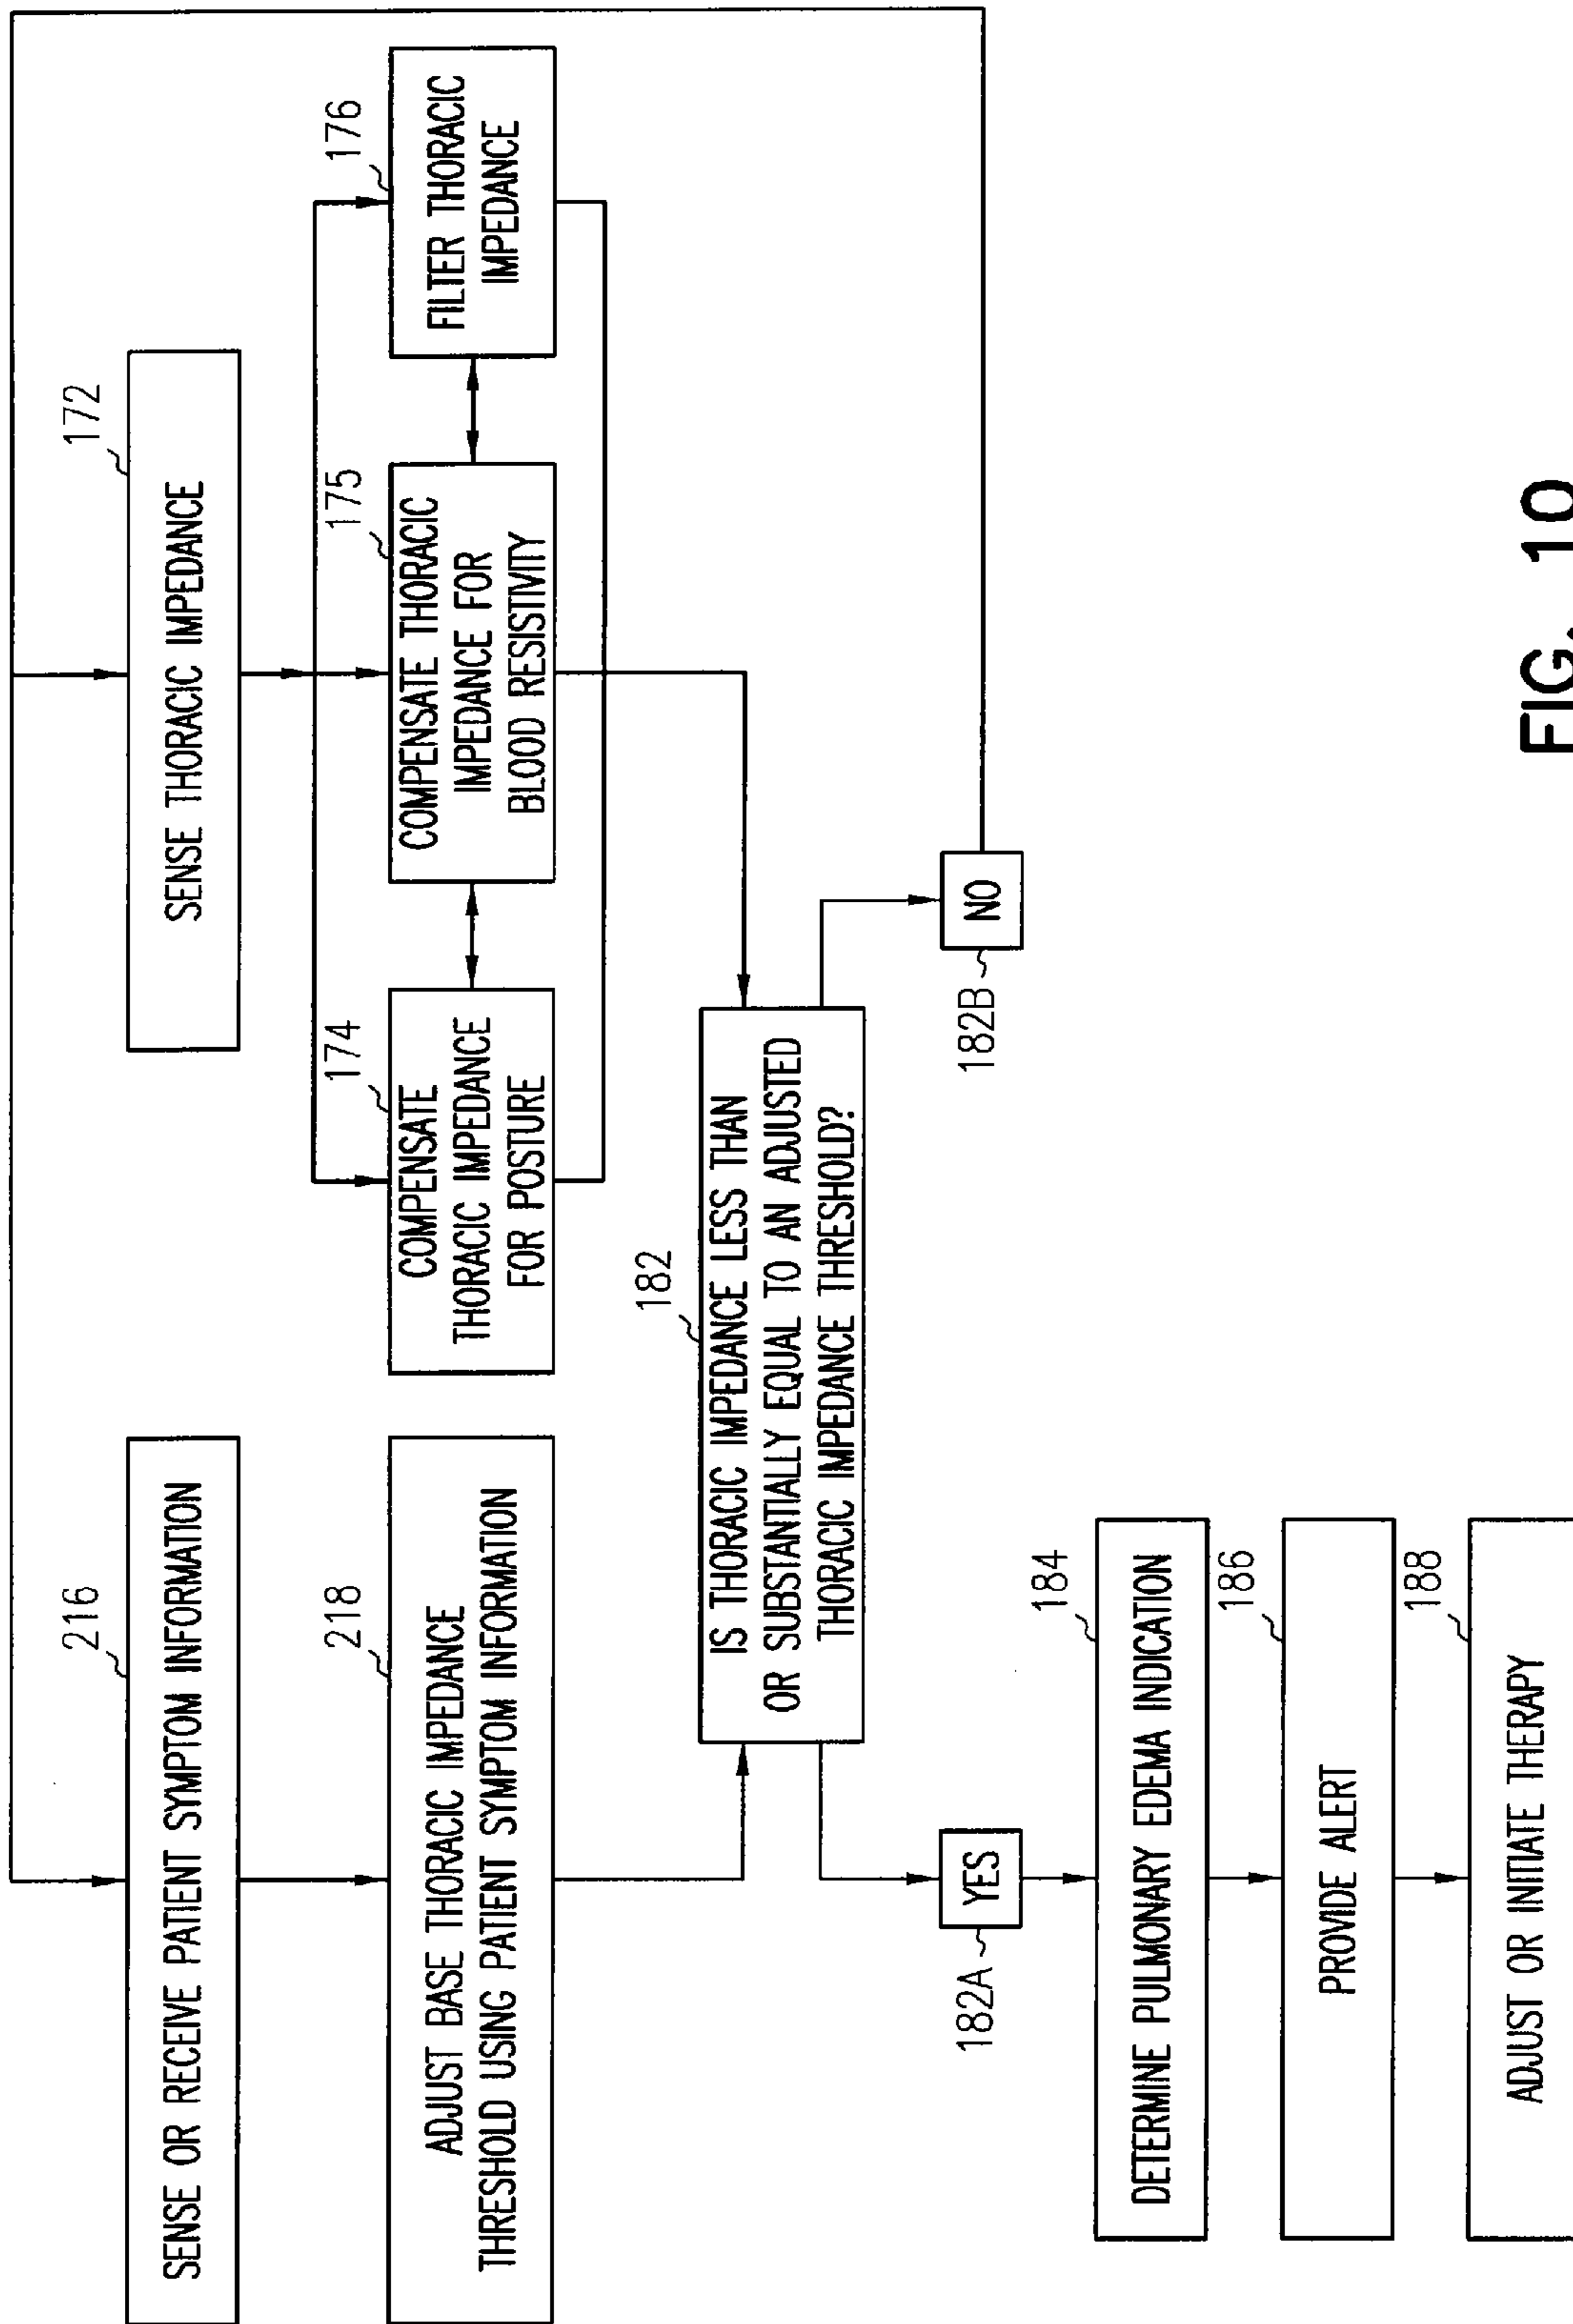 216
SENSE OR RECEIVE PATIENT SYMPTOM INFORMATION
172
SENSE THORACIC IMPEDANCE
218
ADJUST BASE THORACIC IMPEDANCE
THRESHOLD USING PATIENT SYMPTOM INFORMATION
174
COMPENSATE
THORACIC IMPEDANCE
FOR POSTURE
175
COMPENSATE THORACIC
IMPEDANCE FOR
BLOOD RESISTIVITY
176
FILTER THORACIC
IMPEDANCE
182
IS THORACIC IMPEDANCE LESS THAN
OR SUBSTANTIALLY EQUAL TO AN ADJUSTED
THORACIC IMPEDANCE THRESHOLD?
182A
YES
182B
NO
184
DETERMINE PULMONARY EDEMA INDICATION
186
PROVIDE ALERT
188
ADJUST OR INITIATE THERAPY
FIG. 10